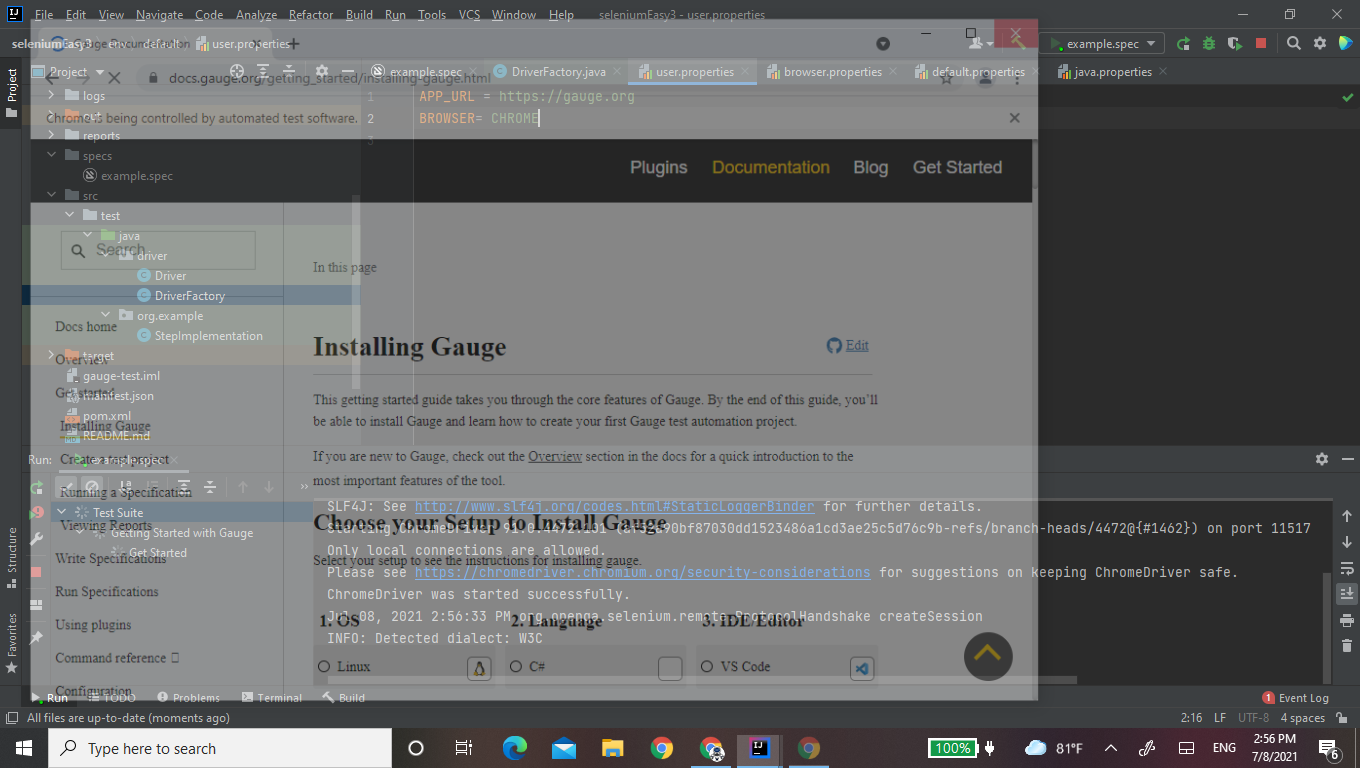 File Edit View Navigate Code Analyze Refactor Build Run Tools VCS Window Help seleniumEasy3 - user.properties
seleniumEasy3 env default user.properties example.spec
Gauge Documentation
Project
example.spec DriverFactory.java user.properties browser.properties default.properties java.properties
docs.gauge.org/getting_started/installing-gauge.html
logs
out
reports
specs
example.spec
src
test
java
driver
Driver
DriverFactory
org.example
StepImplementation
target
gauge-test.iml
manifest.json
pom.xml
README.md
1 APP_URL = https://gauge.org
2 BROWSER= CHROME
3
Chrome is being controlled by automated test software.
Plugins Documentation Blog Get Started
Search
Docs home
Overview
Get started
Installing Gauge
Create a test project
Running a Specification
Viewing Reports
Write Specifications
Run Specifications
Using plugins
Command reference
Configuration
In this page
Installing Gauge
Edit
This getting started guide takes you through the core features of Gauge. By the end of this guide, you'll
be able to install Gauge and learn how to create your first Gauge test automation project.
If you are new to Gauge, check out the Overview section in the docs for a quick introduction to the
most important features of the tool.
Choose your Setup to Install Gauge
Select your setup to see the instructions for installing gauge.
1. OS 2. Language 3. IDE/Editor
Linux C# VS Code
Project
Structure
Favorites
Run: example.spec
Test Suite
Getting Started with Gauge
Get Started
SLF4J: See http://www.slf4j.org/codes.html#StaticLoggerBinder for further details.
Only local connections are allowed.
Please see https://chromedriver.chromium.org/security-considerations for suggestions on keeping ChromeDriver safe.
ChromeDriver was started successfully.
Jul 08, 2021 2:56:33 PM org.openqa.selenium.remote.ProtocolHandshake createSession
INFO: Detected dialect: W3C
Run TODO Problems Terminal Build
1 Event Log
All files are up-to-date (moments ago)
2:16 LF UTF-8 4 spaces
Type here to search
100% 81°F ENG
2:56 PM
7/8/2021
6